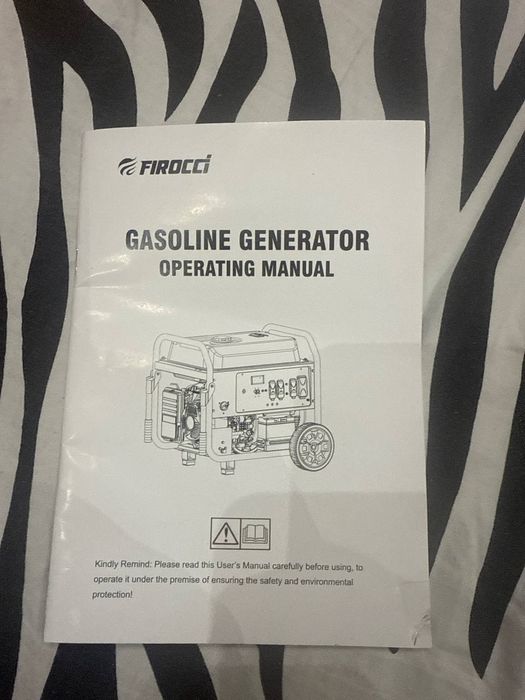 FIROCCi
GASOLINE GENERATOR
OPERATING MANUAL
Kindly Remind: Please read this User's Manual carefully before using, to
operate it under the premise of ensuring the safety and environmental
protection!